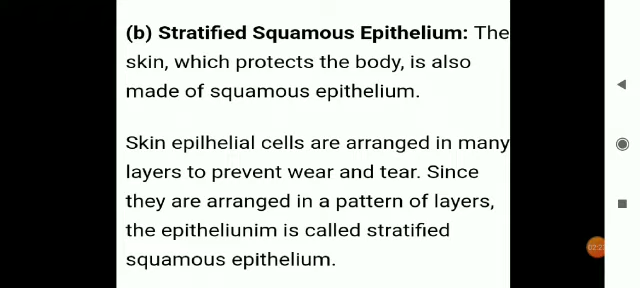 (b) Stratified Squamous Epithelium: The
skin, which protects the body, is also
made of squamous epithelium.
Skin epilhelial cells are arranged in many
layers to prevent wear and tear. Since
they are arranged in a pattern of layers,
the epitheliunim is called stratified
squamous epithelium.